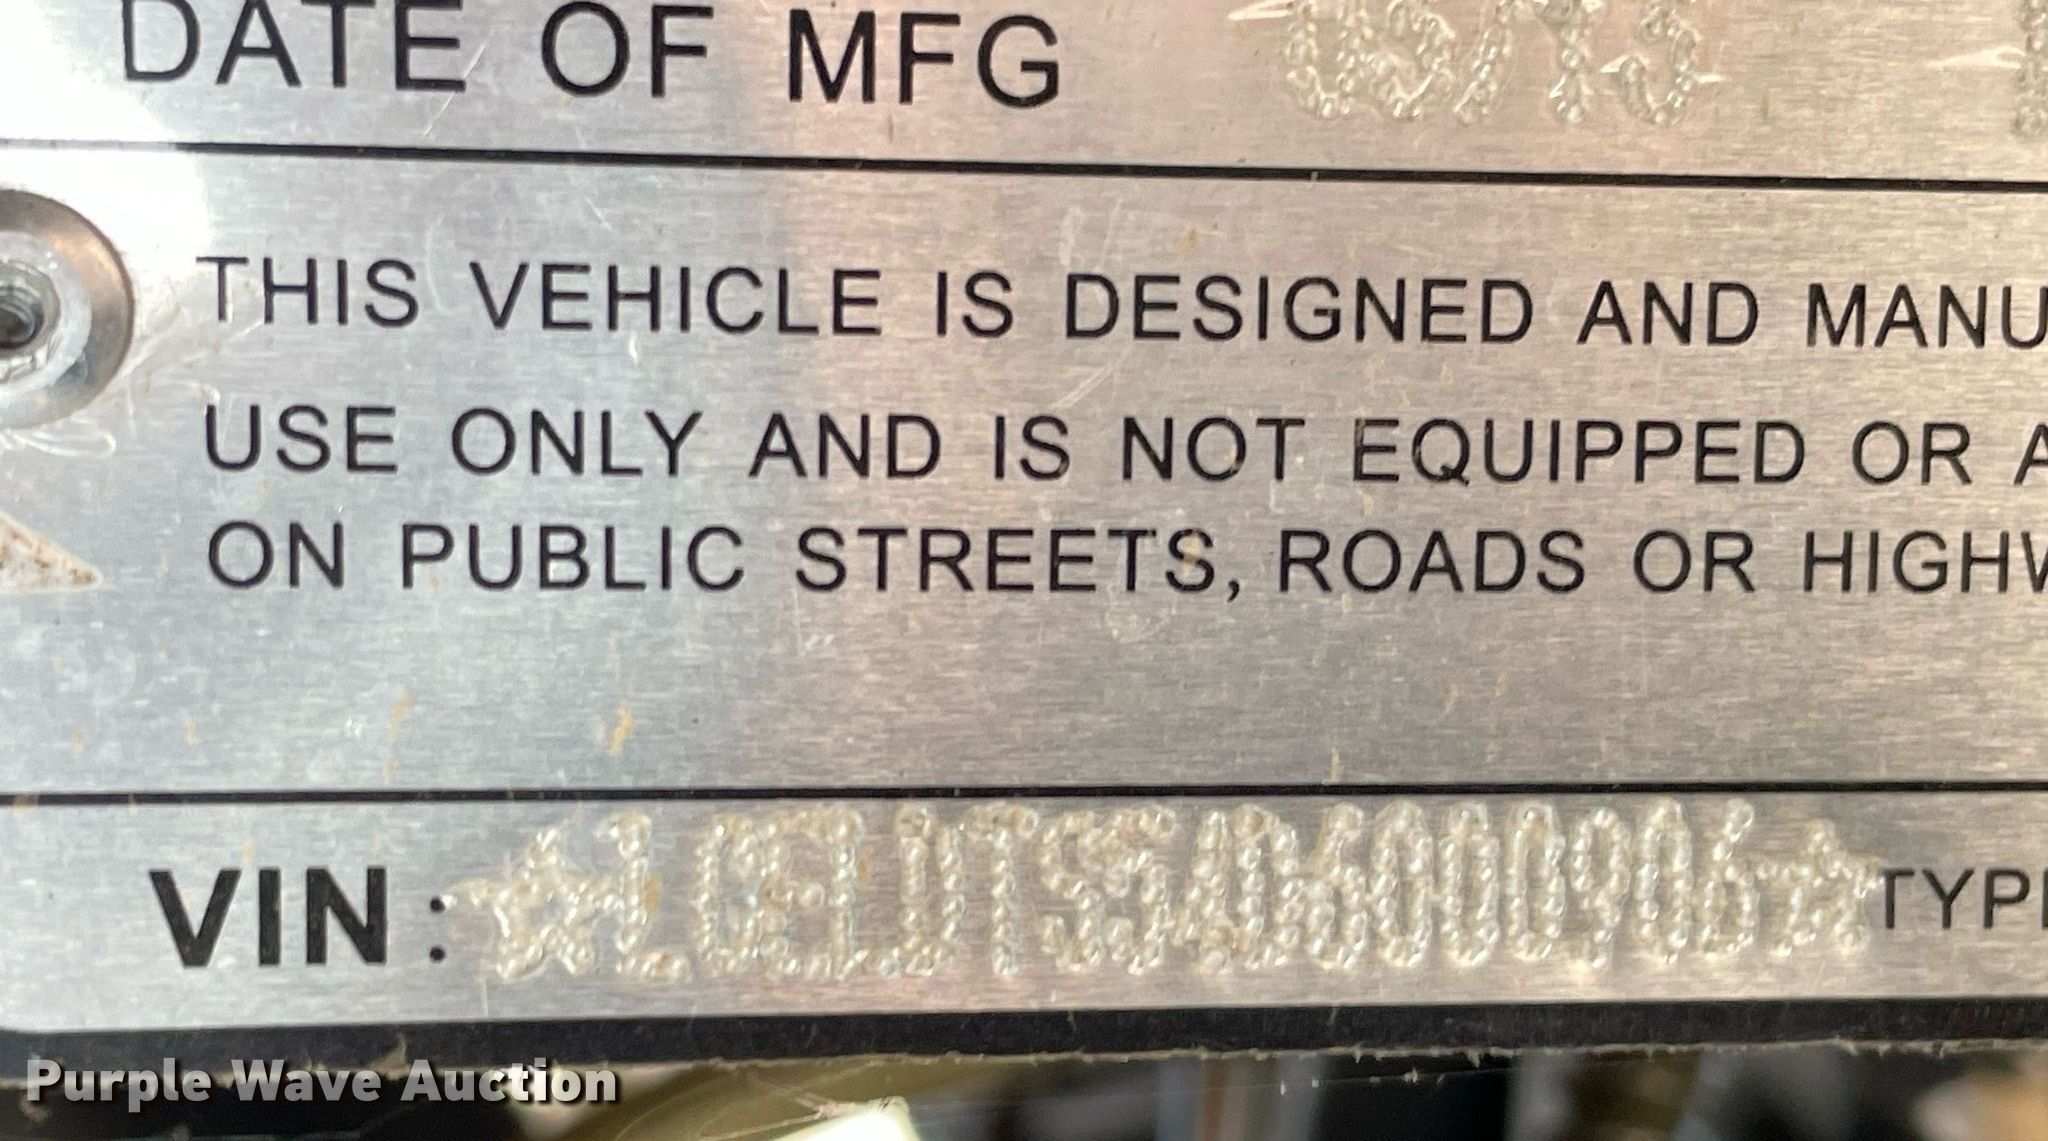 DATE OF MFG
THIS VEHICLE IS DESIGNED AND MANU
USE ONLY AND IS NOT EQUIPPED OR A
ON PUBLIC STREETS, ROADS OR HIGHW
VIN: TYPE
Purple Wave Auction